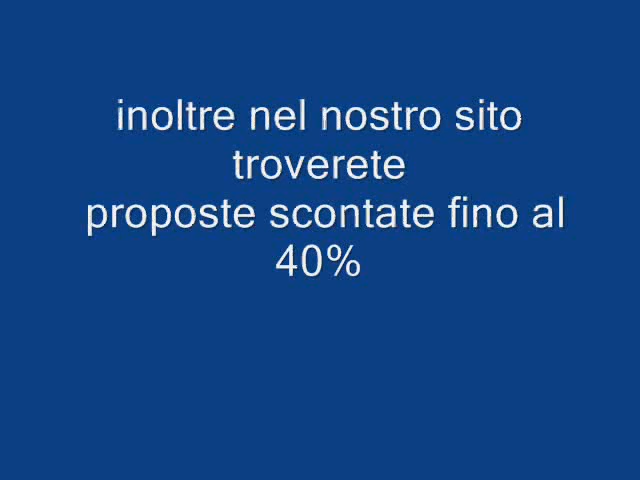 inoltre nel nostro sito
troverete
proposte scontate fino al
40%